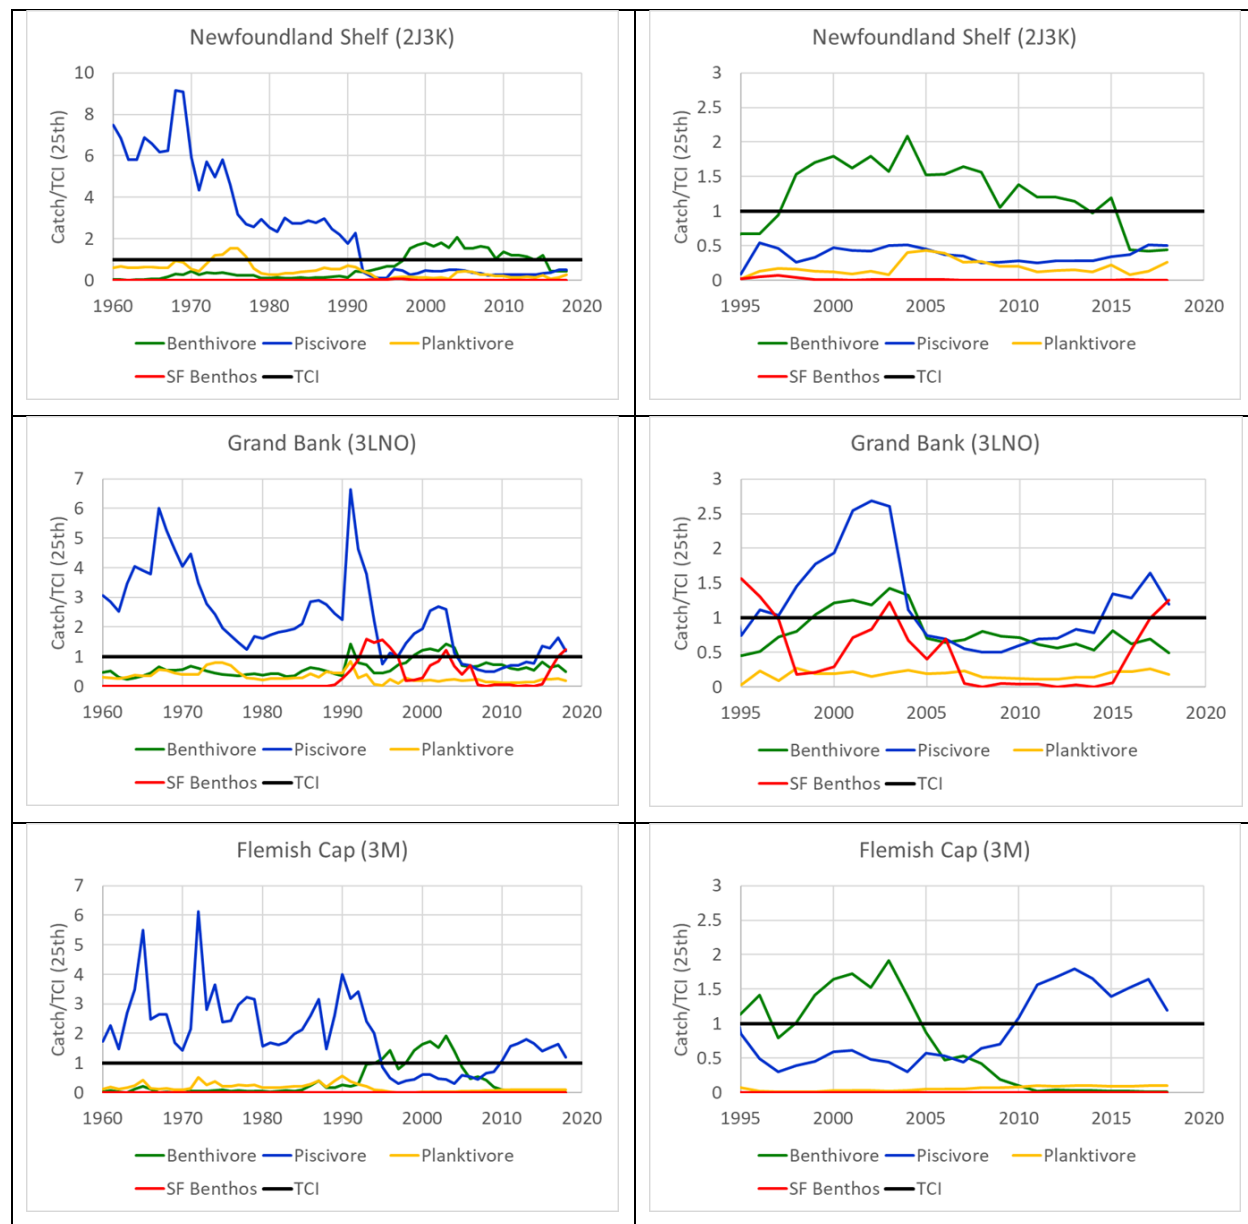 Newfoundland Shelf (2J3K)
Catch/TCI (25th)
10
8
6
4
2
0
1960 1970 1980 1990 2000 2010 2020
Benthivore Piscivore Planktivore
SF Benthos TCI
Newfoundland Shelf (2J3K)
Catch/TCI (25th)
3
2.5
2
1.5
1
0.5
0
1995 2000 2005 2010 2015 2020
Benthivore Piscivore Planktivore
SF Benthos TCI
Grand Bank (3LNO)
Catch/TCI (25th)
7
6
5
4
3
2
1
0
1960 1970 1980 1990 2000 2010 2020
Benthivore Piscivore Planktivore
SF Benthos TCI
Grand Bank (3LNO)
Catch/TCI (25th)
3
2.5
2
1.5
1
0.5
0
1995 2000 2005 2010 2015 2020
Benthivore Piscivore Planktivore
SF Benthos TCI
Flemish Cap (3M)
Catch/TCI (25th)
7
6
5
4
3
2
1
0
1960 1970 1980 1990 2000 2010 2020
Benthivore Piscivore Planktivore
SF Benthos TCI
Flemish Cap (3M)
Catch/TCI (25th)
3
2.5
2
1.5
1
0.5
0
1995 2000 2005 2010 2015 2020
Benthivore Piscivore Planktivore
SF Benthos TCI